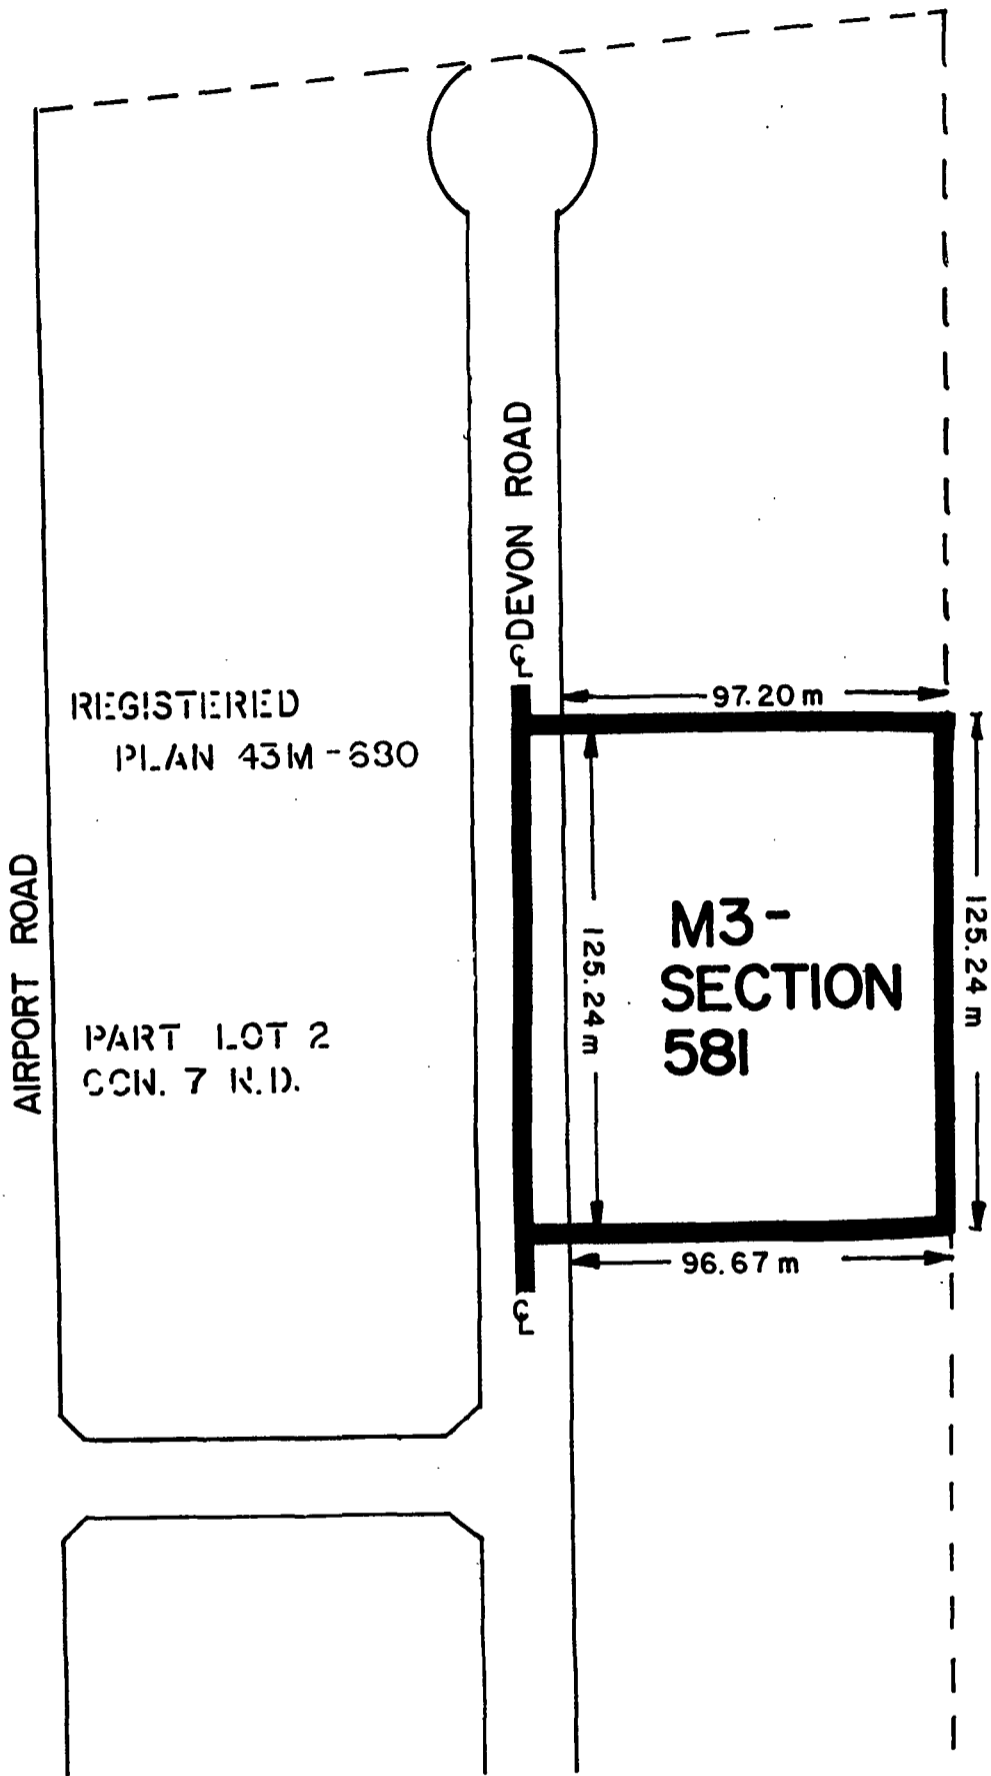 ℄ DEVON ROAD
97.20 m
REGISTERED
PLAN 43M-630
AIRPORT ROAD
125.24 m
M3-
SECTION
581
125.24 m
PART LOT 2
CON. 7 N.D.
96.67 m
℄